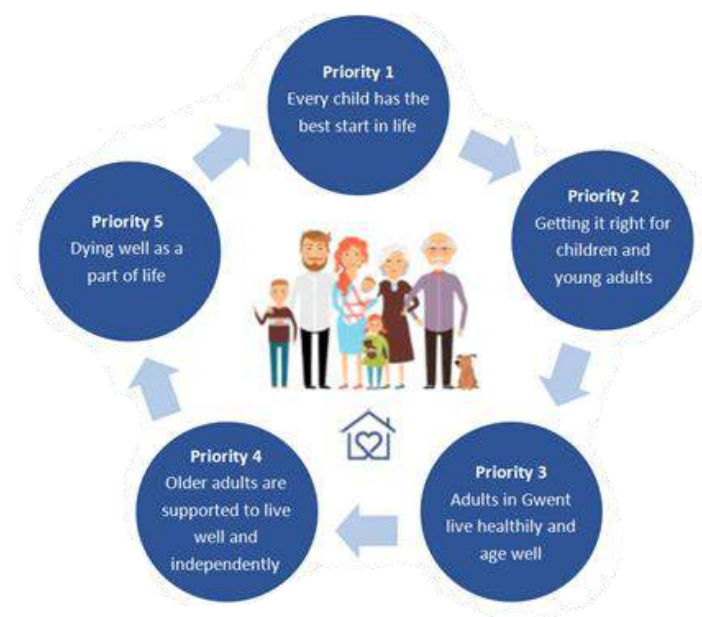 Priority 1
Every child has the
best start in life
Priority 2
Getting it right for
children and
young adults
Priority 3
Adults in Gwent
live healthily and
age well
Priority 4
Older adults are
supported to live
well and
independently
Priority 5
Dying well as a
part of life